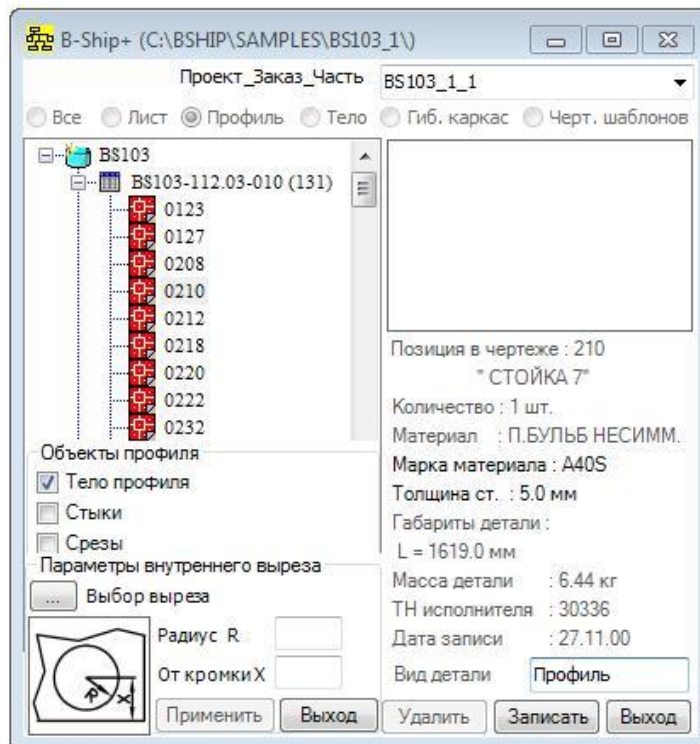 B-Ship+ (C:\BSHIP\SAMPLES\BS103_1\)
Проект_Заказ_Часть BS103_1_1
Все Лист Профиль Тело Гиб. каркас Черт. шаблонов
BS103
BS103-112.03-010 (131)
0123
0127
0208
0210
0212
0218
0220
0222
0232
Объекты профиля
Тело профиля
Стыки
Срезы
Параметры внутреннего выреза
... Выбор выреза
Радиус R
От кромки X
R X
Применить Выход
Позиция в чертеже : 210
" СТОЙКА 7"
Количество : 1 шт.
Материал : П.БУЛЬБ НЕСИММ.
Марка материала : A40S
Толщина ст. : 5.0 мм
Габариты детали :
L = 1619.0 мм
Масса детали : 6.44 кг
ТН исполнителя : 30336
Дата записи : 27.11.00
Вид детали Профиль
Удалить Записать Выход